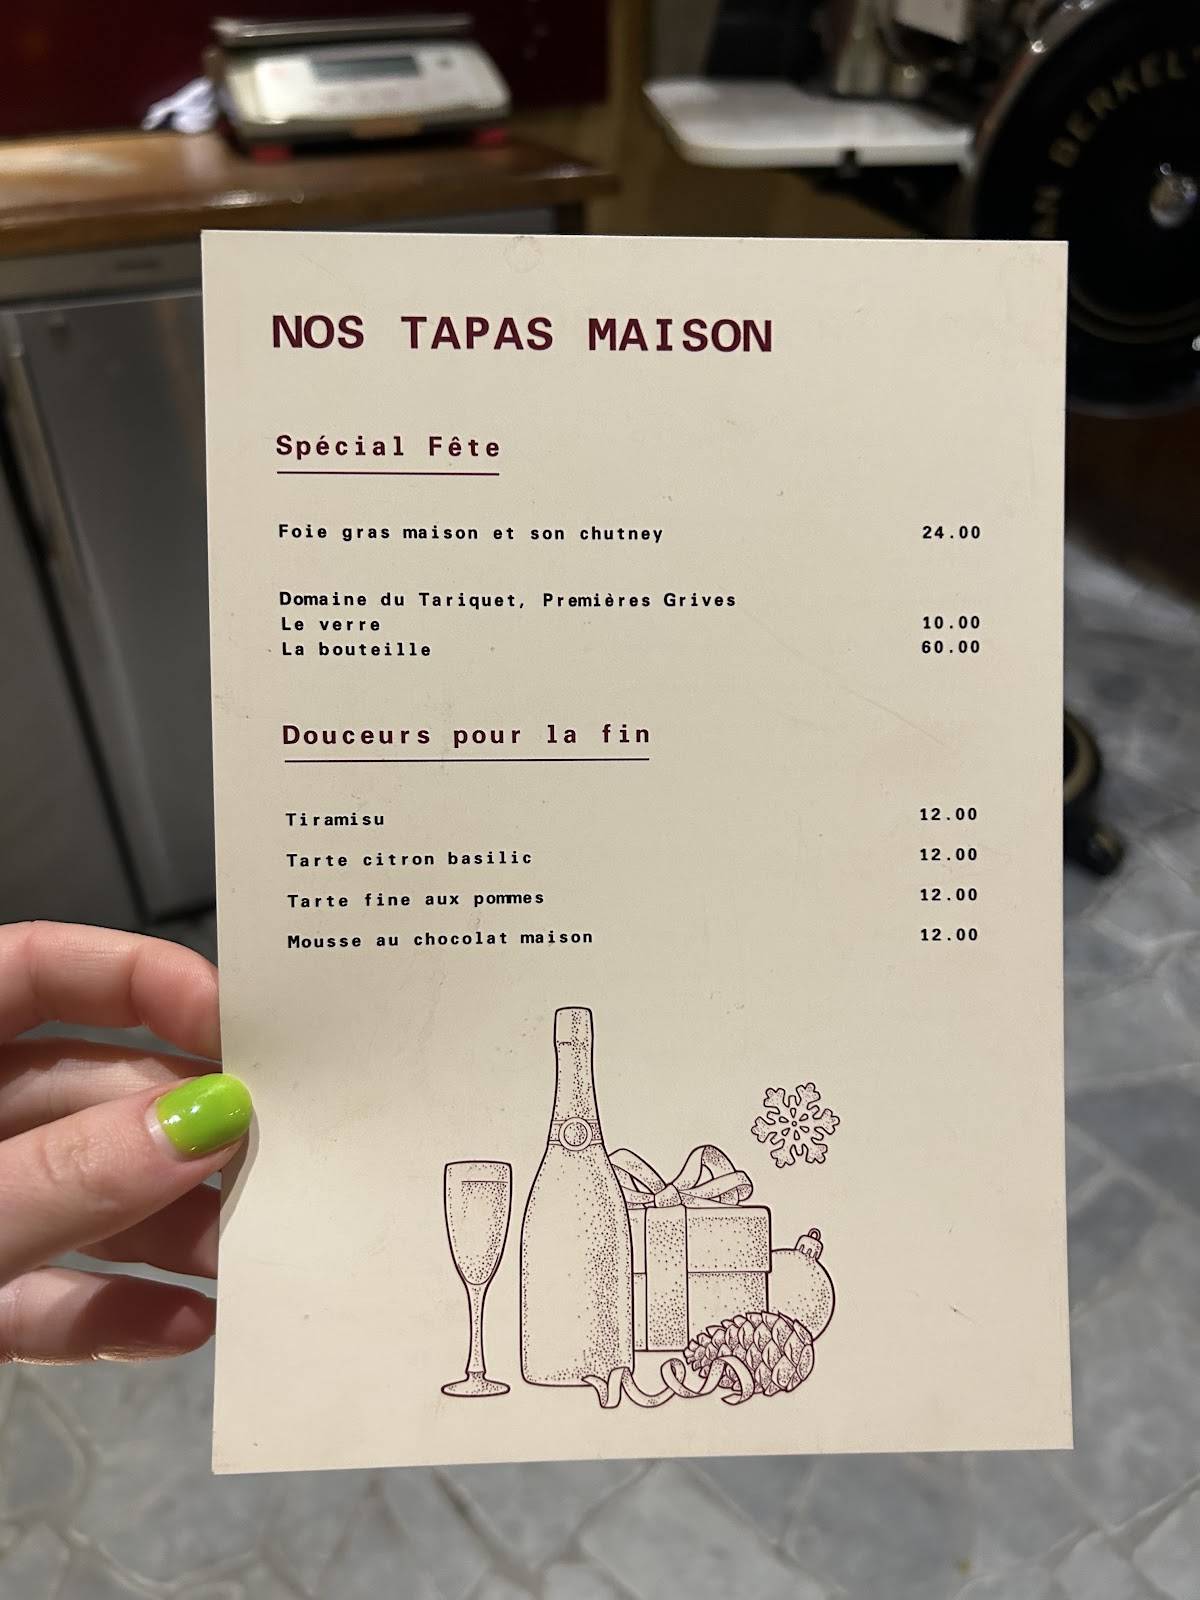 NOS TAPAS MAISON
Spécial Fête
Foie gras maison et son chutney 24.00
Domaine du Tariquet, Premières Grives
Le verre 10.00
La bouteille 60.00
Douceurs pour la fin
Tiramisu 12.00
Tarte citron basilic 12.00
Tarte fine aux pommes 12.00
Mousse au chocolat maison 12.00
BERKEL